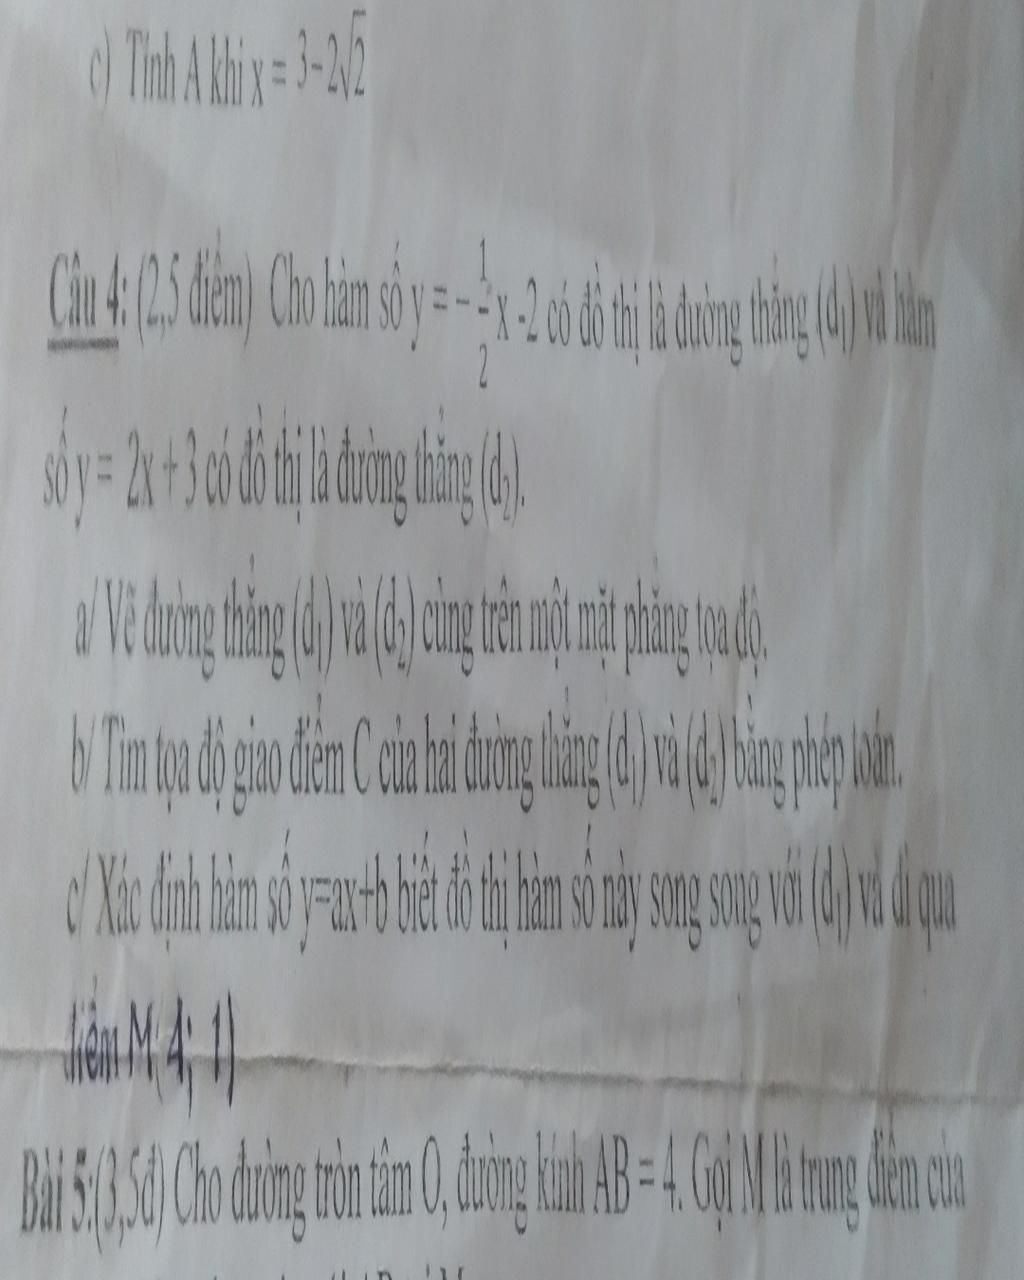 c) Tính A khi x = 3-2√2
Câu 4: (2,5 điểm) Cho hàm số y = -1/2x -2 có đồ thị là đường thẳng (d₁) và hàm
số y = 2x + 3 có đồ thị là đường thẳng (d₂).
a/ Vẽ đường thẳng (d₁) và (d₂) cùng trên một mặt phẳng tọa độ.
b/ Tìm tọa độ giao điểm C của hai đường thẳng (d₁) và (d₂) bằng phép toán.
c/ Xác định hàm số y=ax+b biết đồ thị hàm số này song song với (d₁) và đi qua
điểm M( 4; 1)
Bài 5:(3,5đ) Cho đường tròn tâm O, đường kính AB = 4. Gọi M là trung điểm của